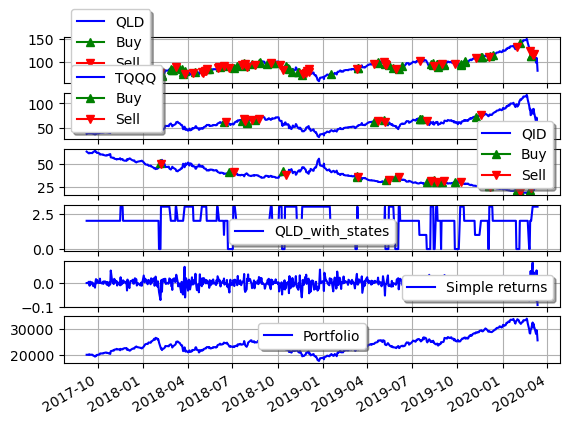 QLD
Buy
Sell
150
100
TQQQ
Buy
Sell
100
50
QID
Buy
Sell
50
25
2.5
0.0
QLD_with_states
0.0
−0.1
Simple returns
30000
20000
Portfolio
2017-10
2018-01
2018-04
2018-07
2018-10
2019-01
2019-04
2019-07
2019-10
2020-01
2020-04